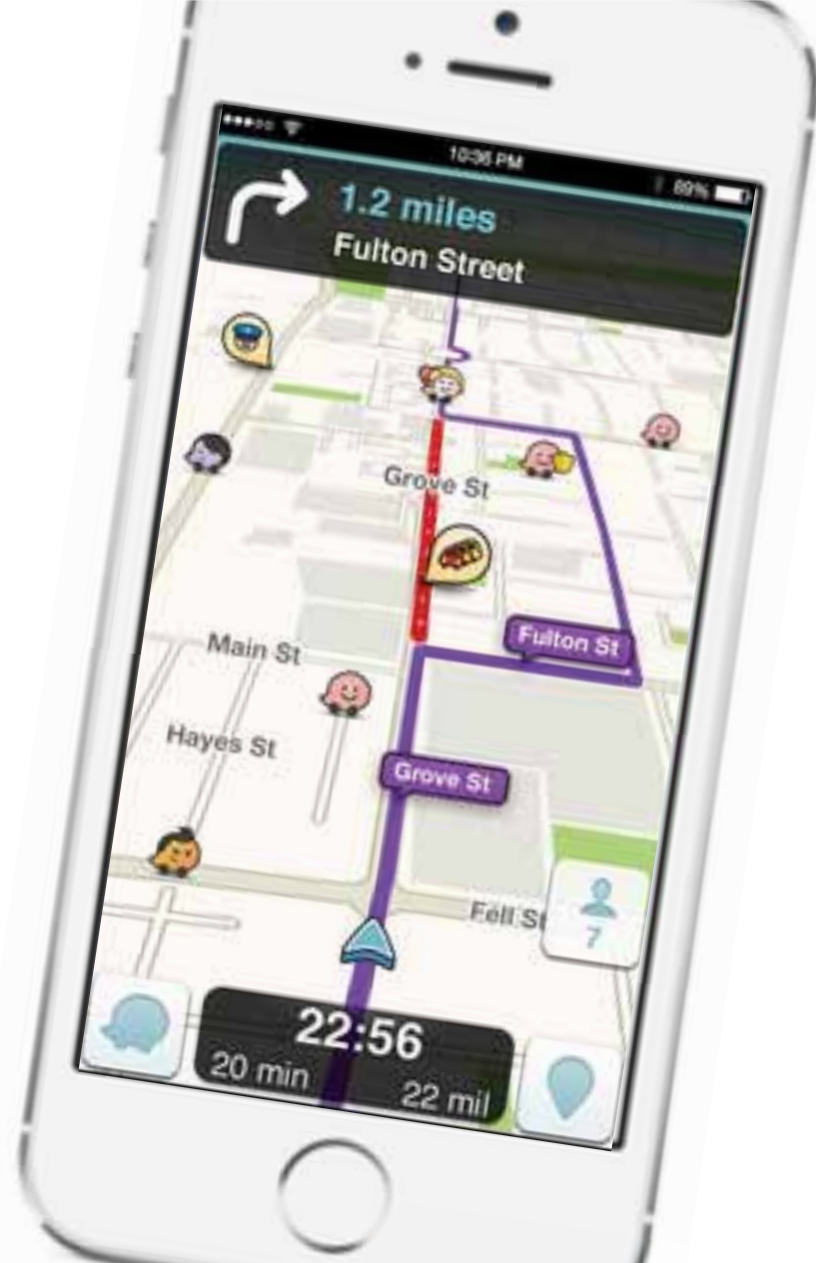 10:36 PM
89%
1.2 miles
Fulton Street
Grove St
Fulton St
Main St
Hayes St
Grove St
Fell St
7
22:56
20 min
22 mil